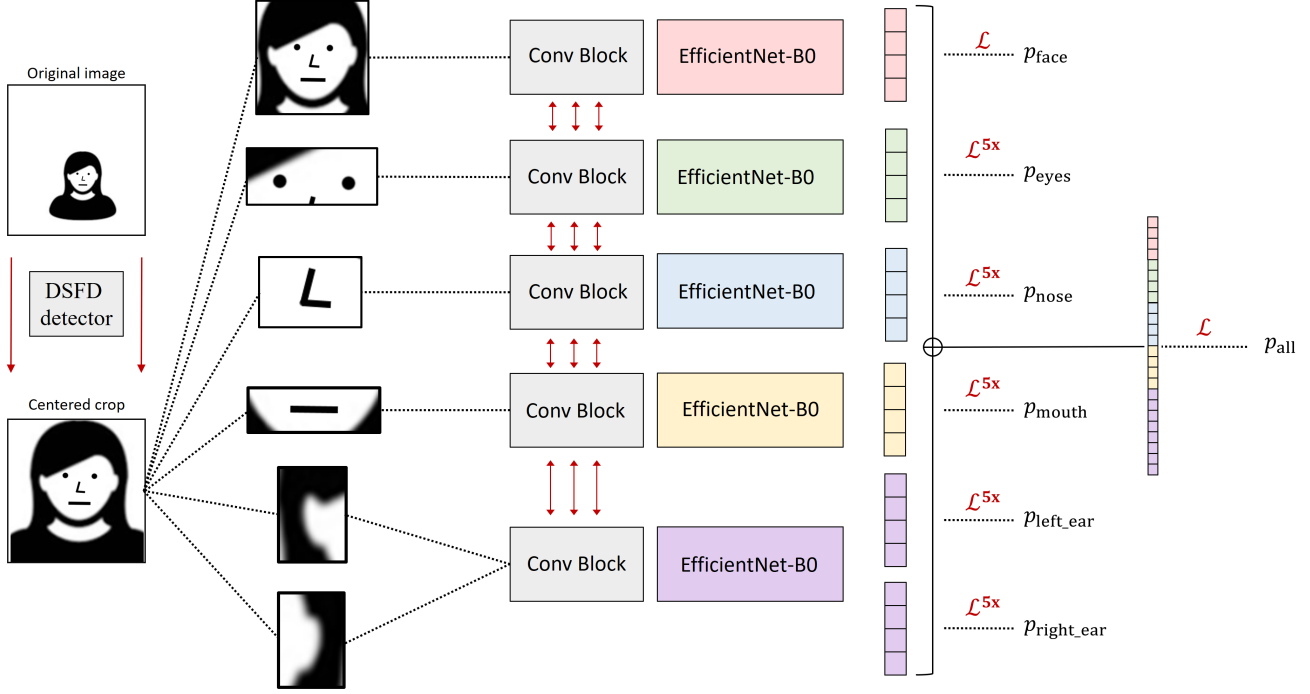 Original image
DSFD
detector
Centered crop
Conv Block
EfficientNet-B0
ℒ
p_face
Conv Block
EfficientNet-B0
ℒ^5x
p_eyes
Conv Block
EfficientNet-B0
ℒ^5x
p_nose
ℒ
p_all
Conv Block
EfficientNet-B0
ℒ^5x
p_mouth
ℒ^5x
p_left_ear
Conv Block
EfficientNet-B0
ℒ^5x
p_right_ear